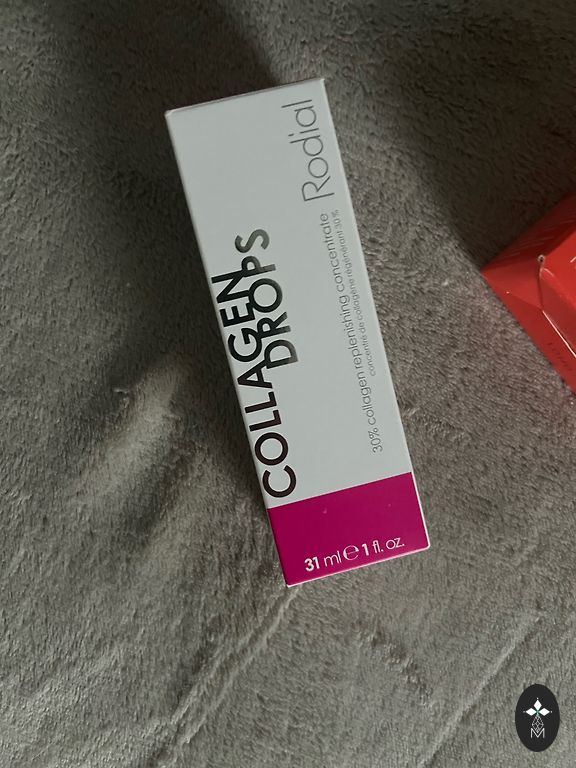 Rodial
COLLAGEN
DROPS
30% collagen replenishing concentrate
concentré de collagène régénérant 30 %
31 ml ℮ 1 fl. oz.
M